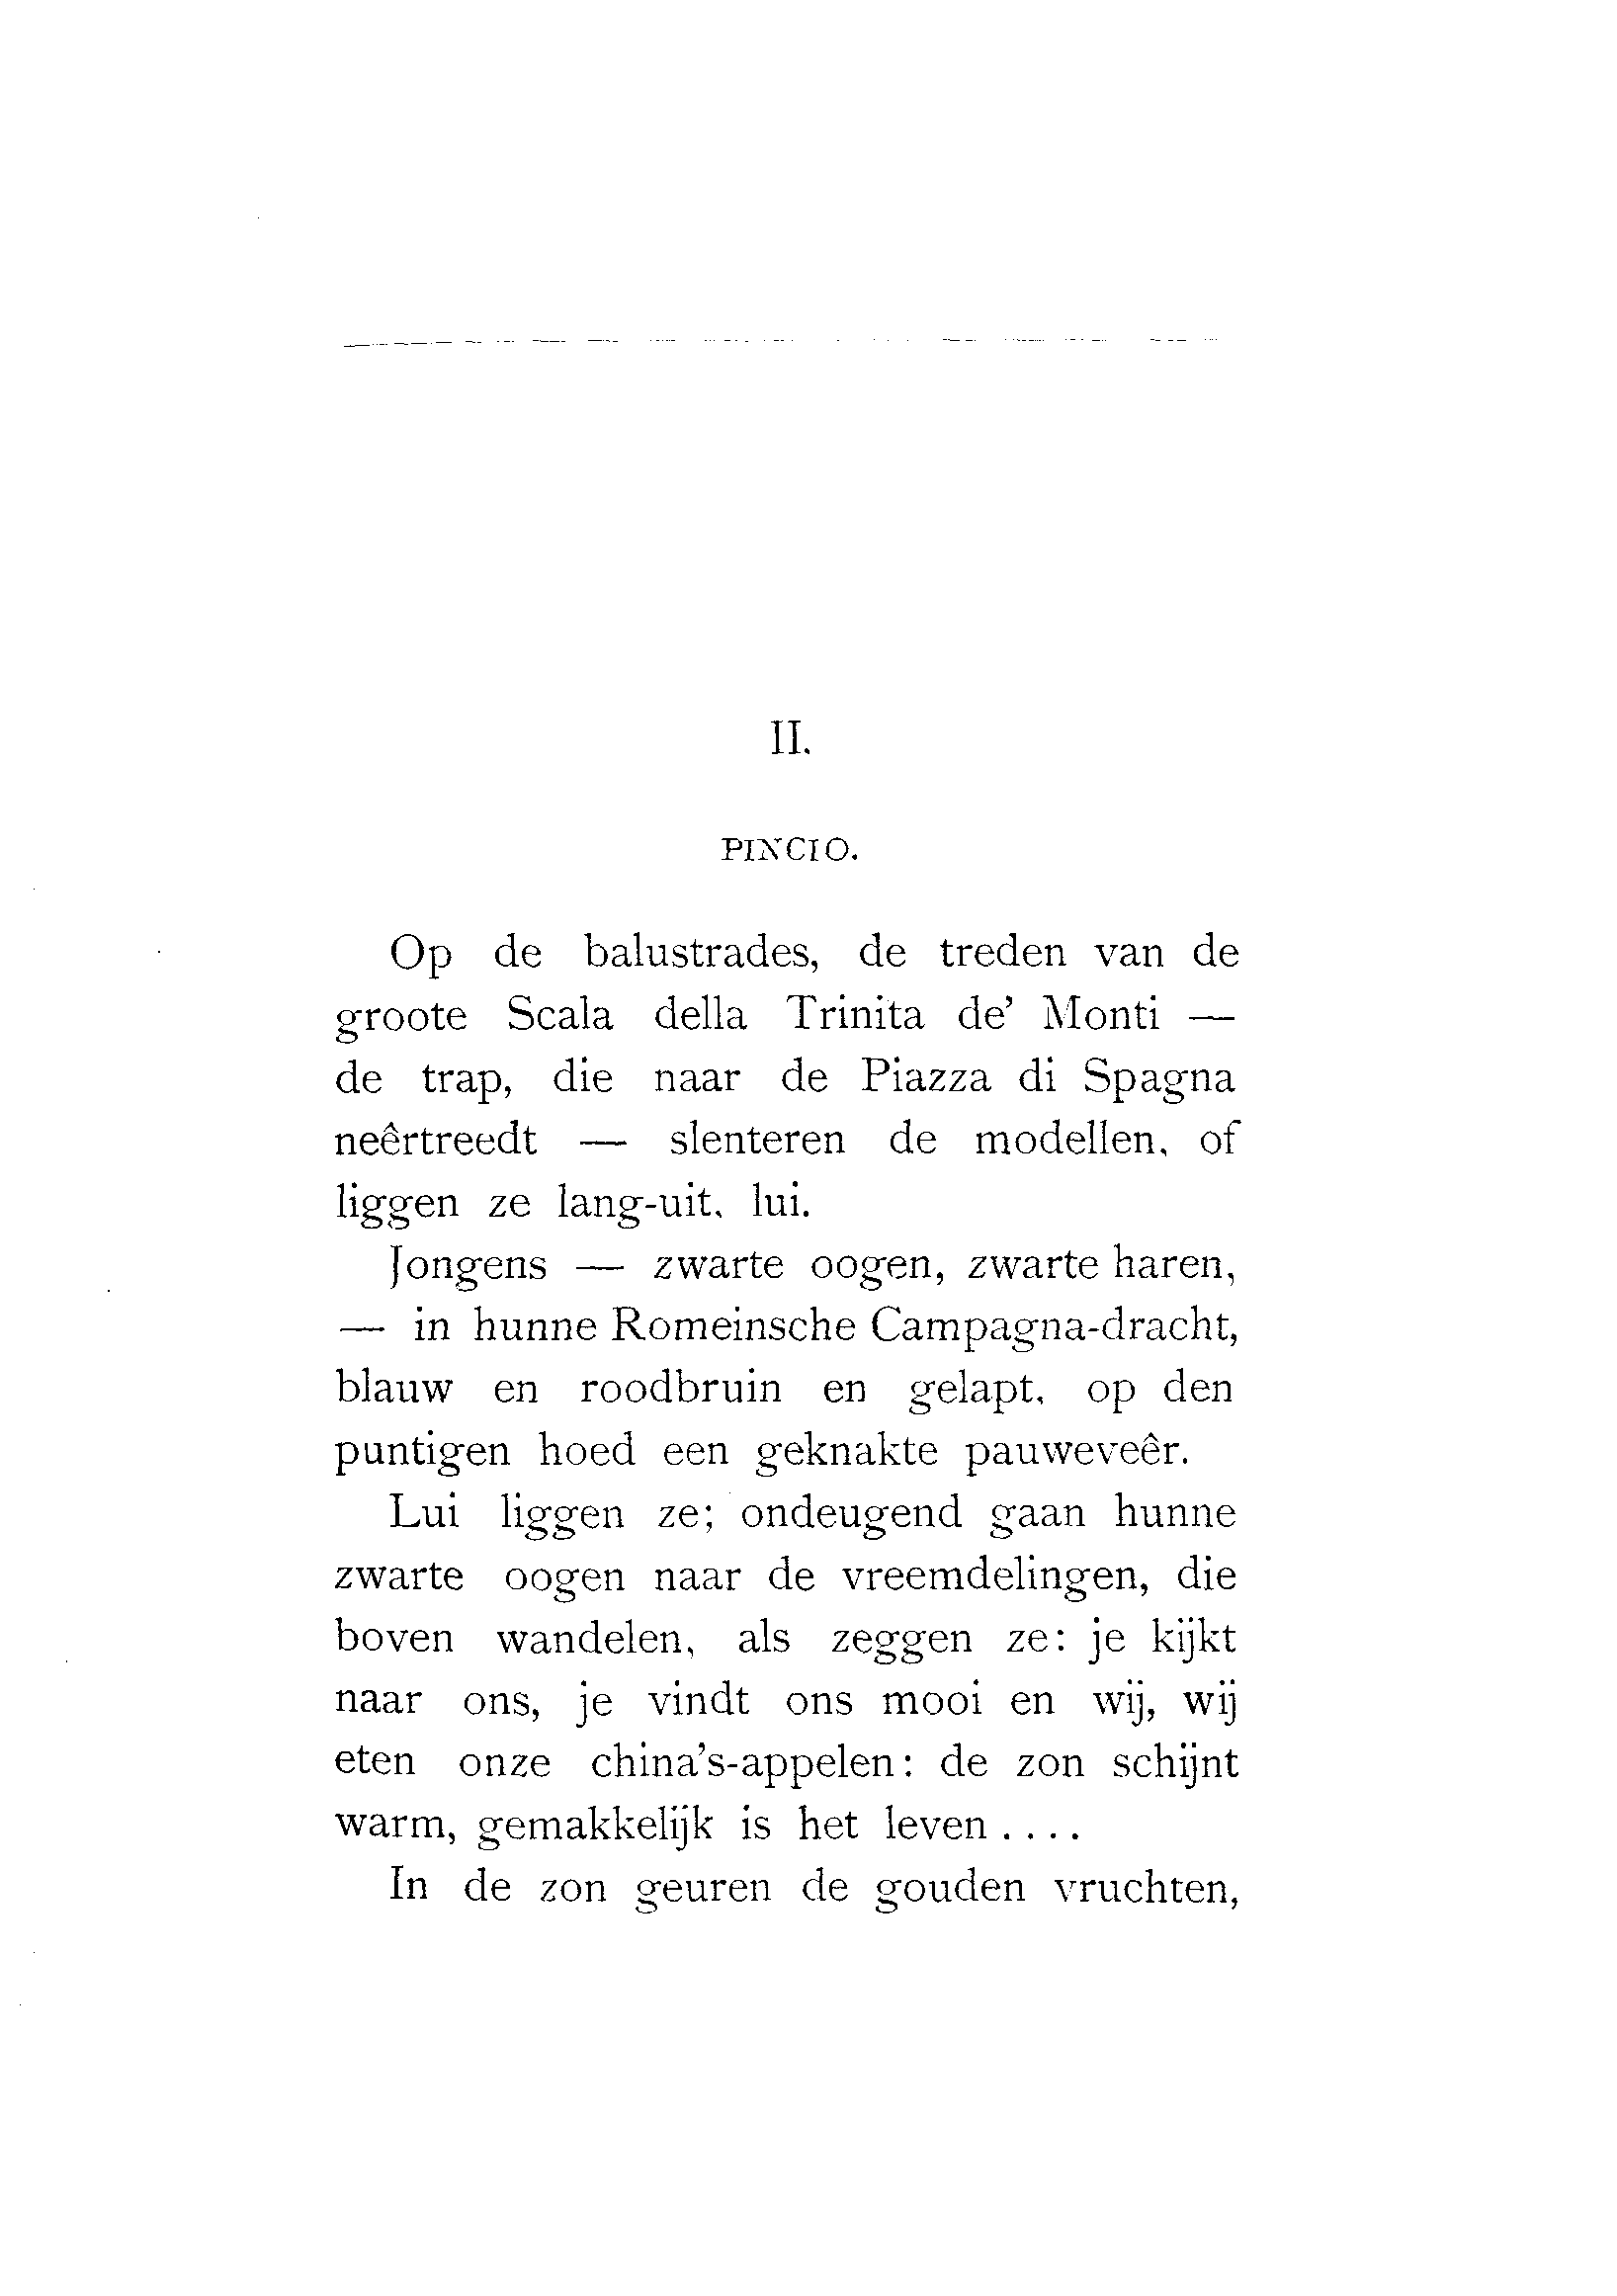 II.
PINCIO.
Op de balustrades, de treden van de
groote Scala della Trinita de' Monti —
de trap, die naar de Piazza di Spagna
neêrtreedt — slenteren de modellen, of
liggen ze lang-uit, lui.
Jongens — zwarte oogen, zwarte haren,
— in hunne Romeinsche Campagna-dracht,
blauw en roodbruin en gelapt, op den
puntigen hoed een geknakte pauweveêr.
Lui liggen ze; ondeugend gaan hunne
zwarte oogen naar de vreemdelingen, die
boven wandelen, als zeggen ze: je kijkt
naar ons, je vindt ons mooi en wij, wij
eten onze china's-appelen: de zon schijnt
warm, gemakkelijk is het leven....
In de zon geuren de gouden vruchten,